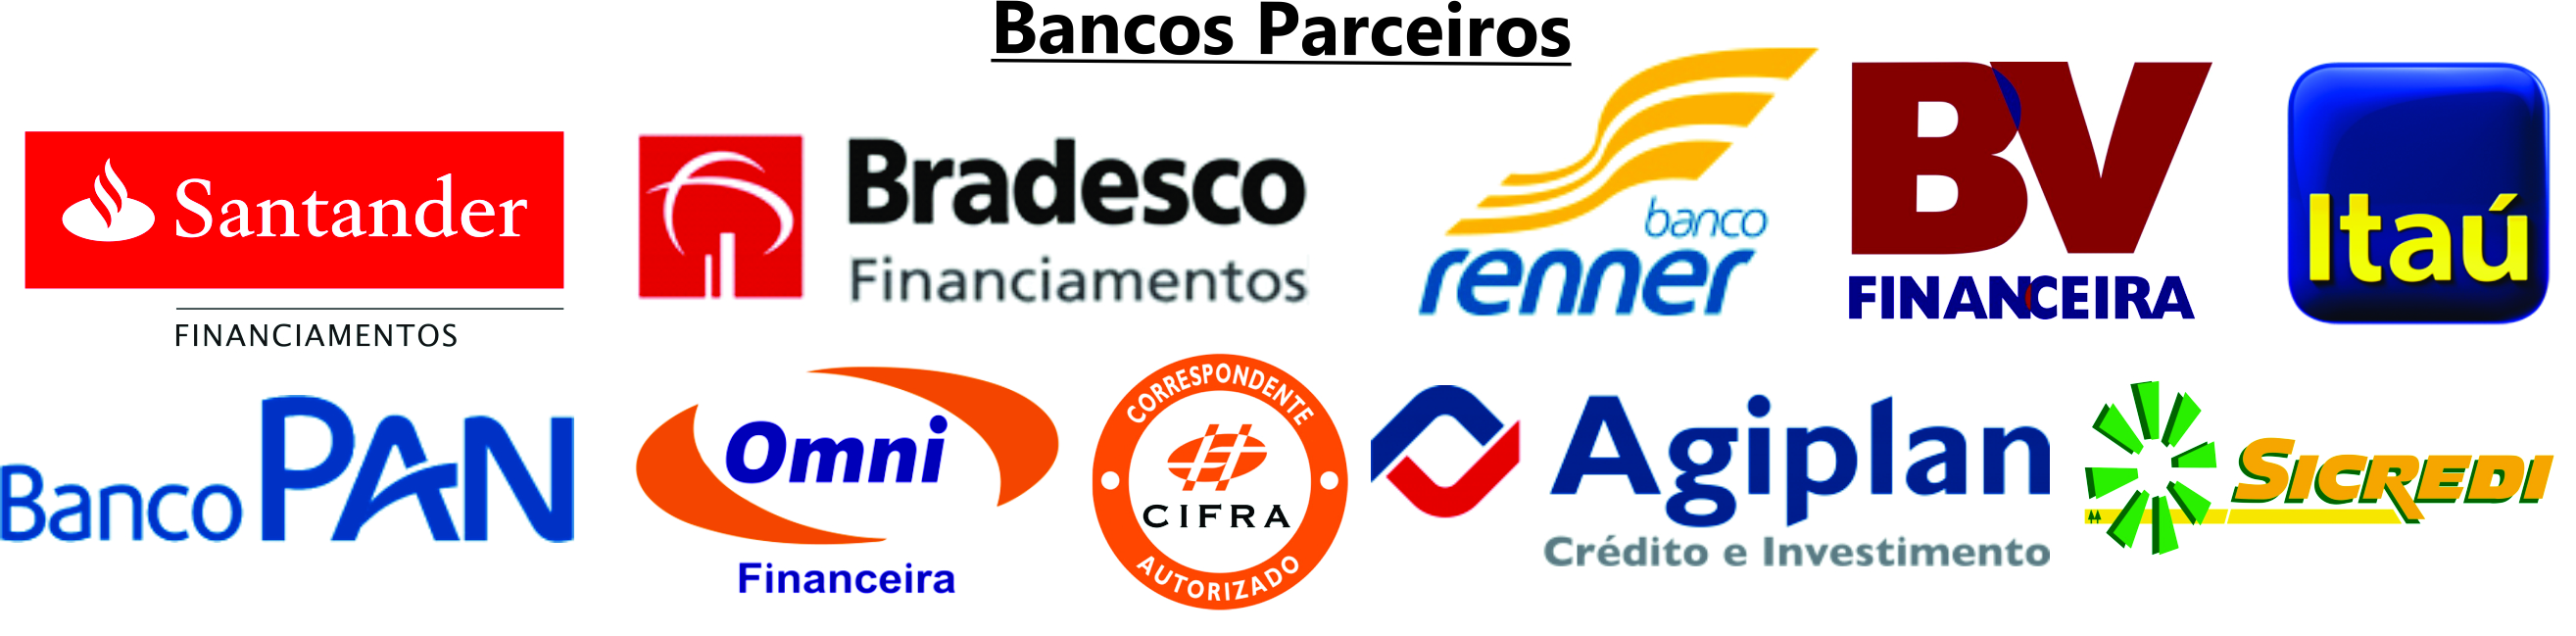 Bancos Parceiros
Santander
FINANCIAMENTOS
Bradesco
Financiamentos
banco
renner
BV
FINANCEIRA
Itaú
Banco PAN
Omni
Financeira
CORRESPONDENTE
CIFRA
AUTORIZADO
Agiplan
Crédito e Investimento
SICREDI